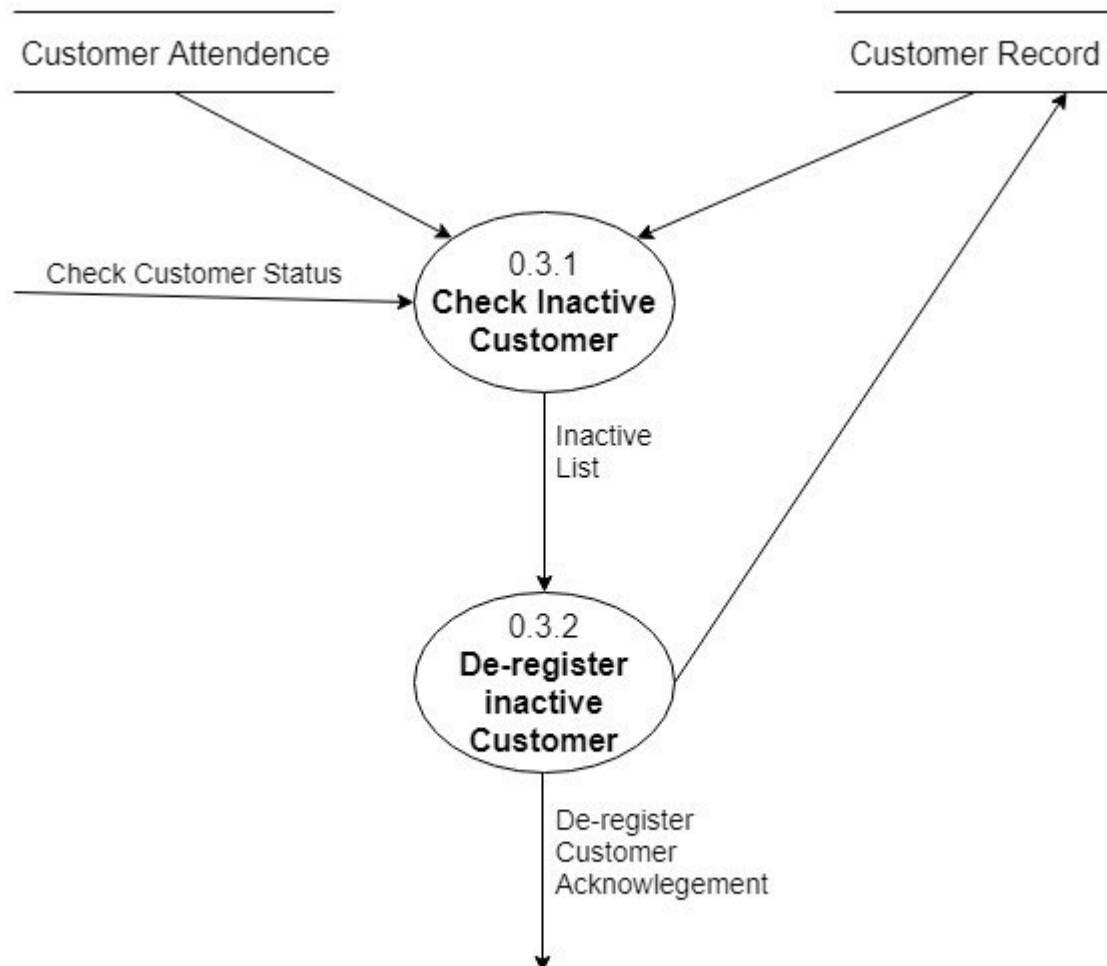 Customer Attendence
Customer Record
Check Customer Status
0.3.1
Check Inactive
Customer
Inactive
List
0.3.2
De-register
inactive
Customer
De-register
Customer
Acknowlegement